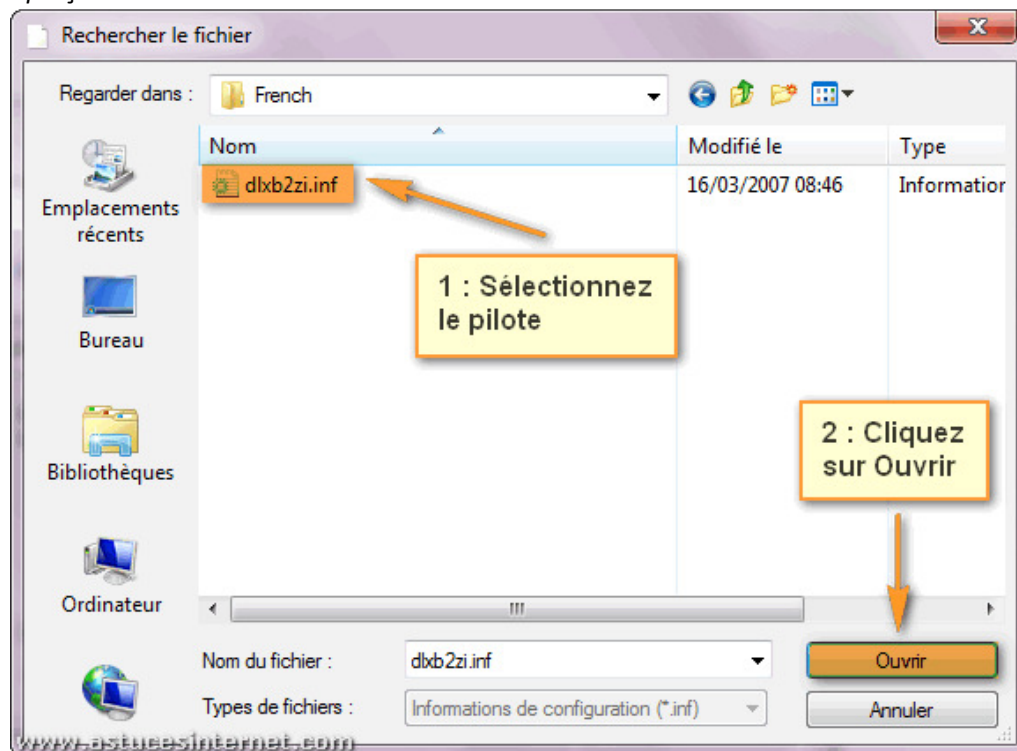 Rechercher le fichier
Regarder dans :
French
Nom
Modifié le
Type
dlxb2zi.inf
16/03/2007 08:46
Information
Emplacements
récents
1 : Sélectionnez
le pilote
Bureau
2 : Cliquez
sur Ouvrir
Bibliothèques
Ordinateur
Nom du fichier :
dlxb2zi.inf
Ouvrir
Types de fichiers :
Informations de configuration (*.inf)
Annuler
www.astucesinternet.com